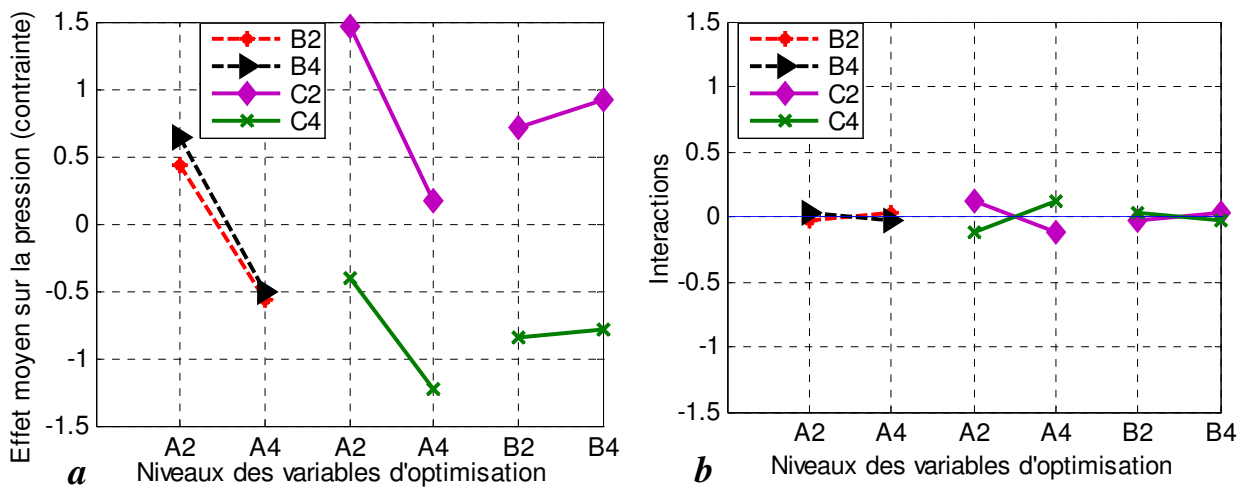 a
Effet moyen sur la pression (contrainte)
1.5
1
0.5
0
-0.5
-1
-1.5
B2
B4
C2
C4
A2 A4 A2 A4 B2 B4
Niveaux des variables d'optimisation
b
Interactions
1.5
1
0.5
0
-0.5
-1
-1.5
B2
B4
C2
C4
A2 A4 A2 A4 B2 B4
Niveaux des variables d'optimisation